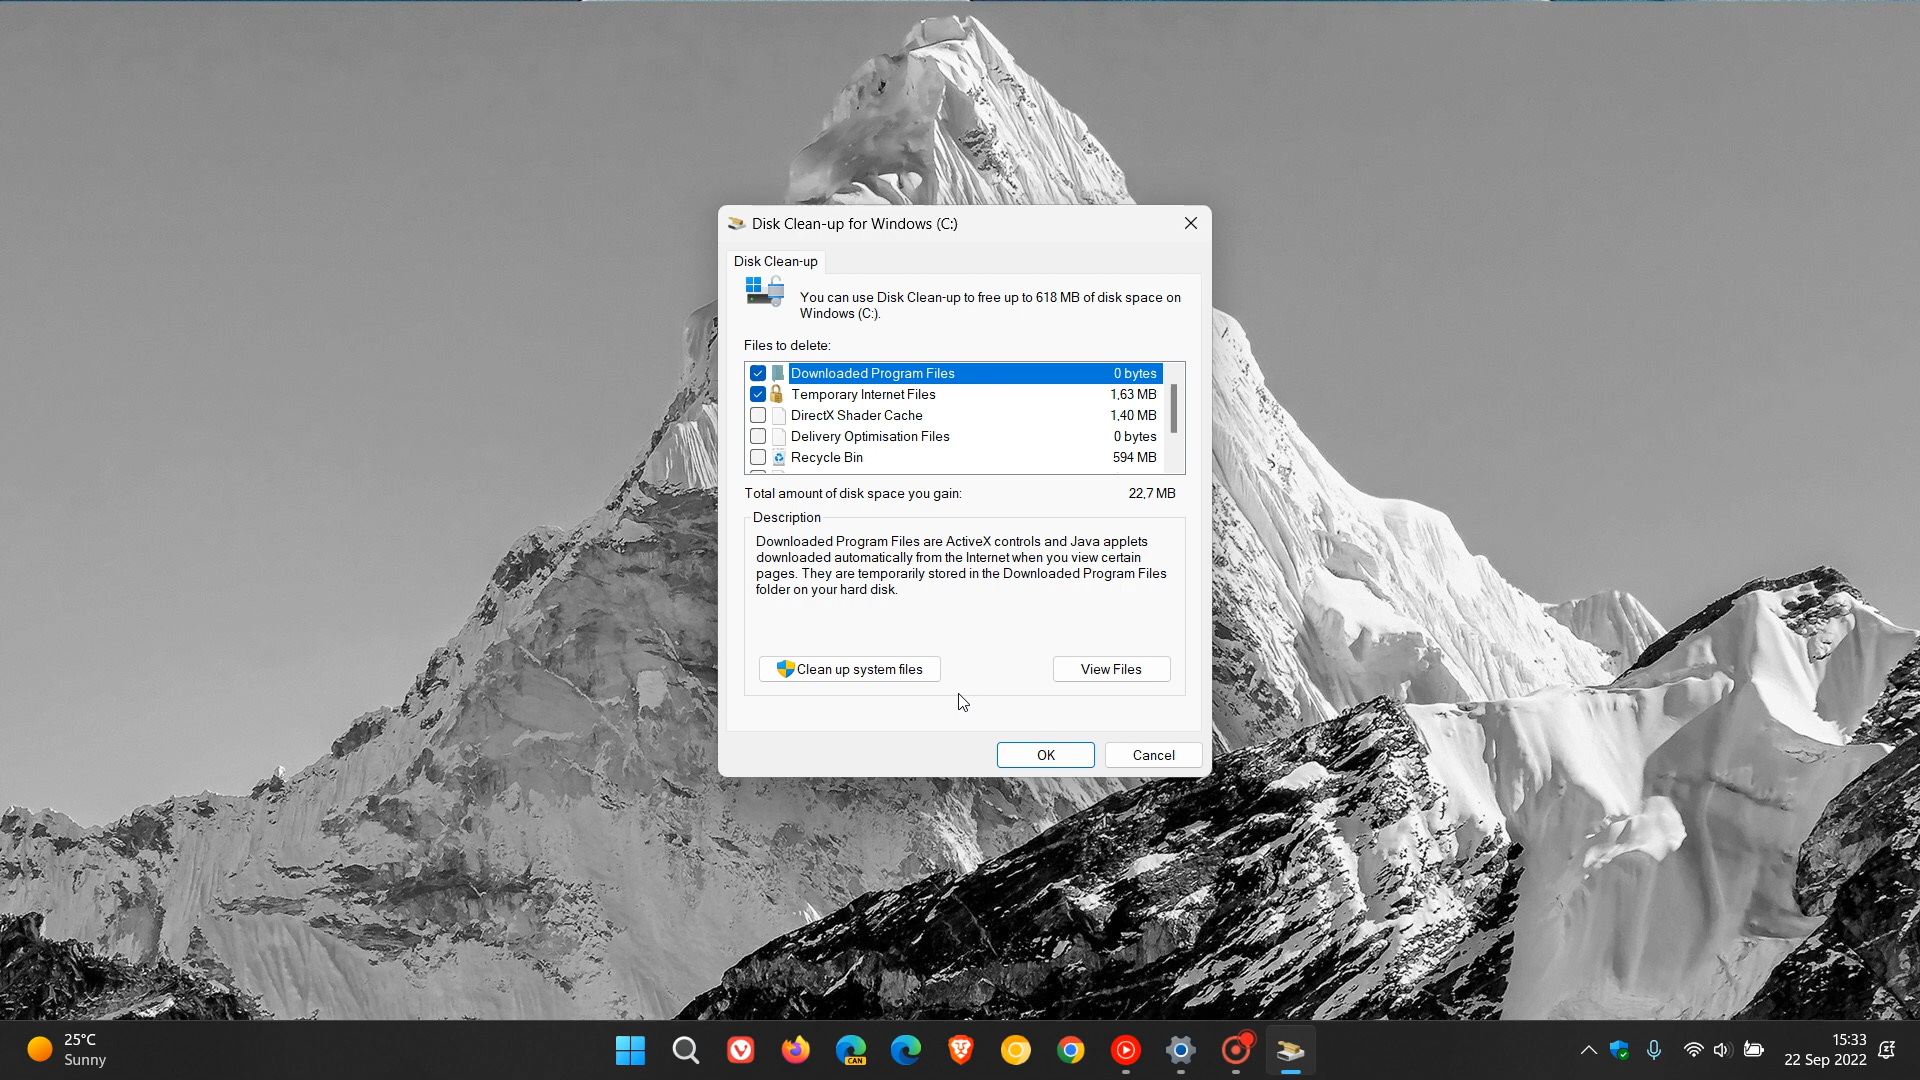 Disk Clean-up for Windows (C:)
Disk Clean-up
You can use Disk Clean-up to free up to 618 MB of disk space on
Windows (C:).
Files to delete:
Downloaded Program Files 0 bytes
Temporary Internet Files 1,63 MB
DirectX Shader Cache 1,40 MB
Delivery Optimisation Files 0 bytes
Recycle Bin 594 MB
Total amount of disk space you gain: 22,7 MB
Description
Downloaded Program Files are ActiveX controls and Java applets
downloaded automatically from the Internet when you view certain
pages. They are temporarily stored in the Downloaded Program Files
folder on your hard disk.
Clean up system files View Files
OK Cancel
25°C
Sunny
CAN
15:33
22 Sep 2022